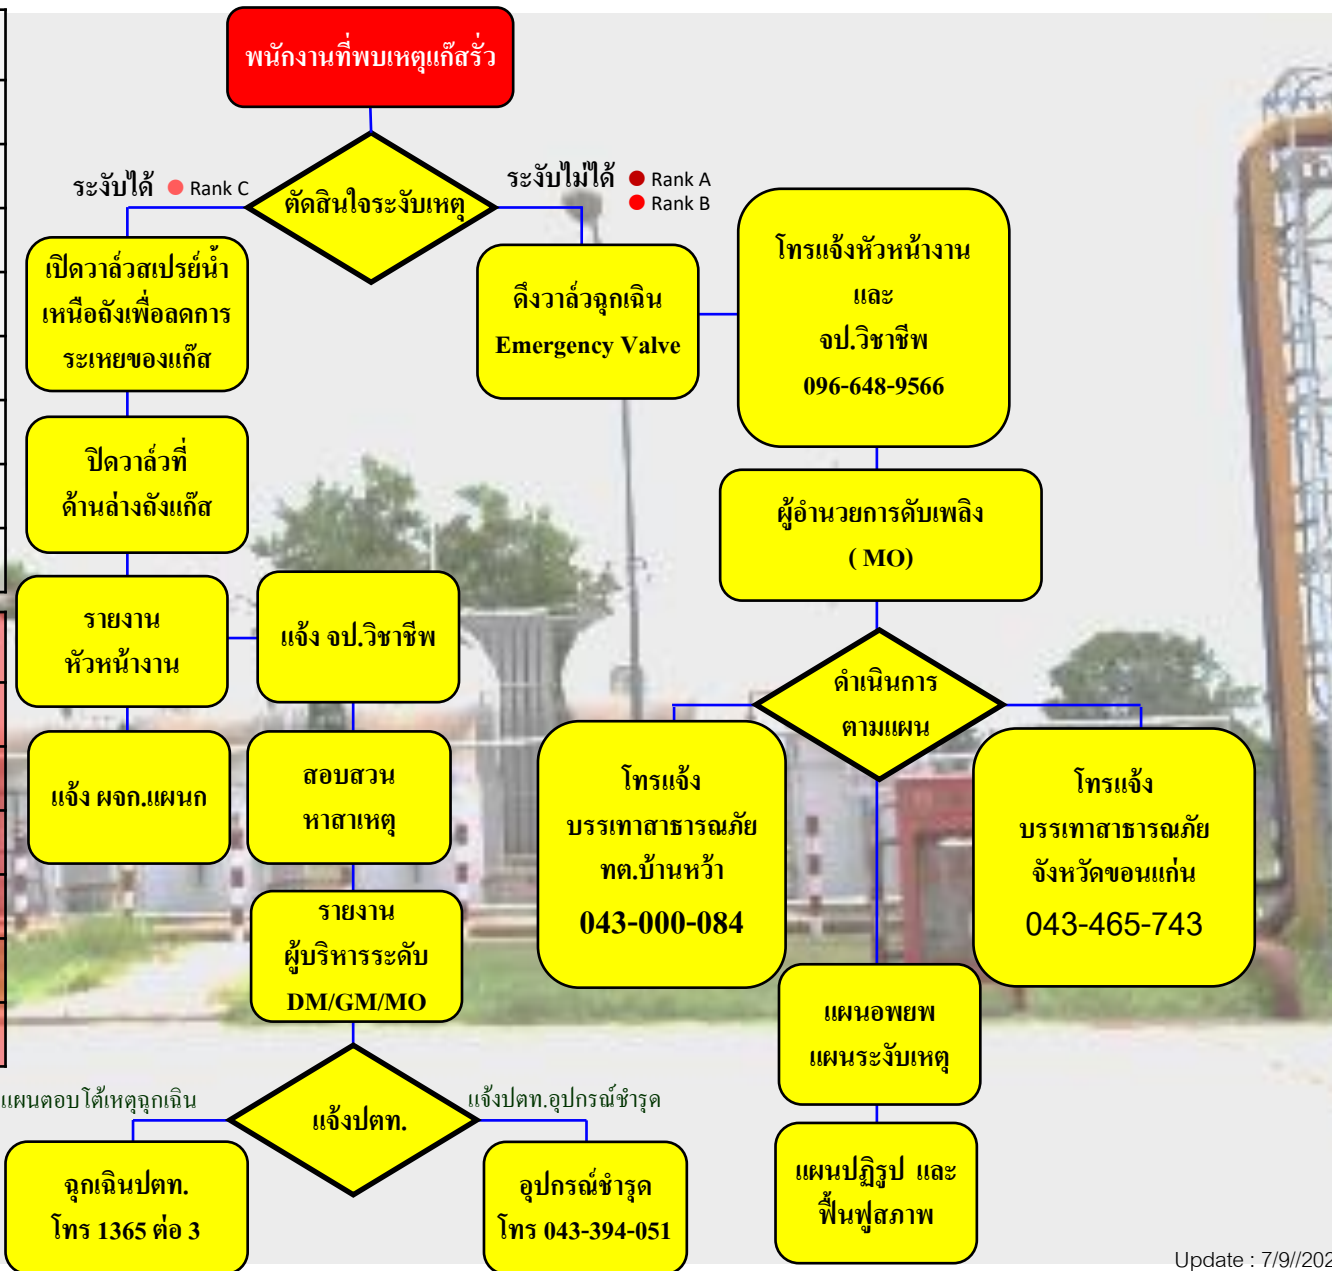 พนักงานที่พบเหตุแก๊สรั่ว
ตัดสินใจระงับเหตุ
ระงับได้ Rank C
ระงับไม่ได้ Rank A
Rank B
เปิดวาล์วสเปรย์น้ำ
เหนือถังเพื่อลดการ
ระเหยของแก๊ส
ปิดวาล์วที่
ด้านล่างถังแก๊ส
รายงาน
หัวหน้างาน
แจ้ง ผจก.แผนก
แจ้ง จป.วิชาชีพ
สอบสวน
หาสาเหตุ
รายงาน
ผู้บริหารระดับ
DM/GM/MO
แจ้งปตท.
แผนตอบโต้เหตุฉุกเฉิน
ฉุกเฉินปตท.
โทร 1365 ต่อ 3
แจ้งปตท.อุปกรณ์ชำรุด
อุปกรณ์ชำรุด
โทร 043-394-051
ดึงวาล์วฉุกเฉิน
Emergency Valve
โทรแจ้งหัวหน้างาน
และ
จป.วิชาชีพ
096-648-9566
ผู้อำนวยการดับเพลิง
( MO)
ดำเนินการ
ตามแผน
โทรแจ้ง
บรรเทาสาธารณภัย
ทต.บ้านหว้า
043-000-084
โทรแจ้ง
บรรเทาสาธารณภัย
จังหวัดขอนแก่น
043-465-743
แผนอพยพ
แผนระงับเหตุ
แผนปฏิรูป และ
ฟื้นฟูสภาพ
Update : 7/9//202